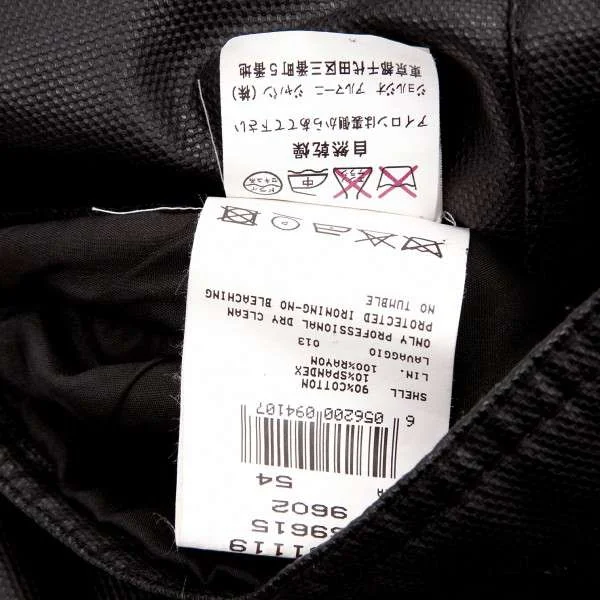 自然乾燥
アイロンは裏側からあてて下さい
ジョルジオ アルマーニ ジャパン (株)
東京都千代田区三番町5番地
1119
9615
9602
54
6 056200 094107
SHELL 90%COTTON
10%SPANDEX
LIN. 100%RAYON
LAVAGGIO 013
ONLY PROFESSIONAL DRY CLEAN
PROTECTED IRONING-NO BLEACHING
NO TUMBLE